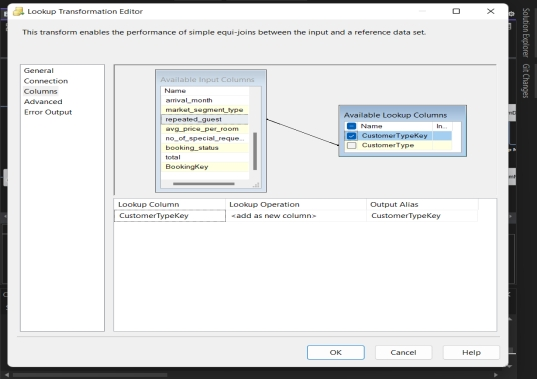 Lookup Transformation Editor
This transform enables the performance of simple equi-joins between the input and a reference data set.
General
Connection
Columns
Advanced
Error Output
Available Input Columns
Name
arrival_month
market_segment_type
repeated_guest
avg_price_per_room
no_of_special_reque...
booking_status
total
BookingKey
Available Lookup Columns
Name In...
CustomerTypeKey
CustomerType
Lookup Column Lookup Operation Output Alias
CustomerTypeKey <add as new column> CustomerTypeKey
OK Cancel Help
Solution Explorer
Git Changes